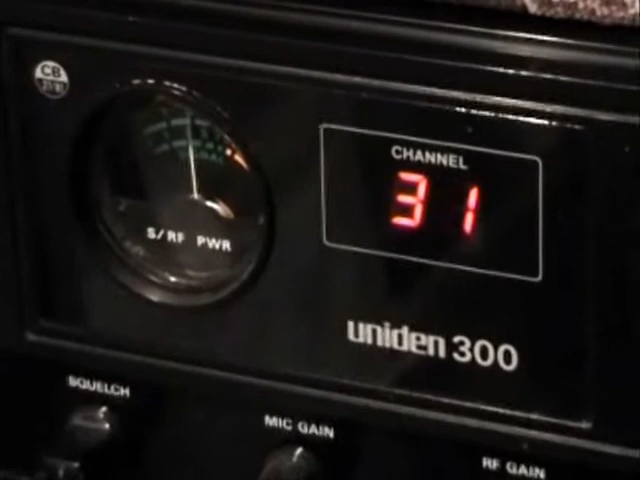 CB
CHANNEL
31
S/RF PWR
uniden 300
SQUELCH
MIC GAIN
RF GAIN